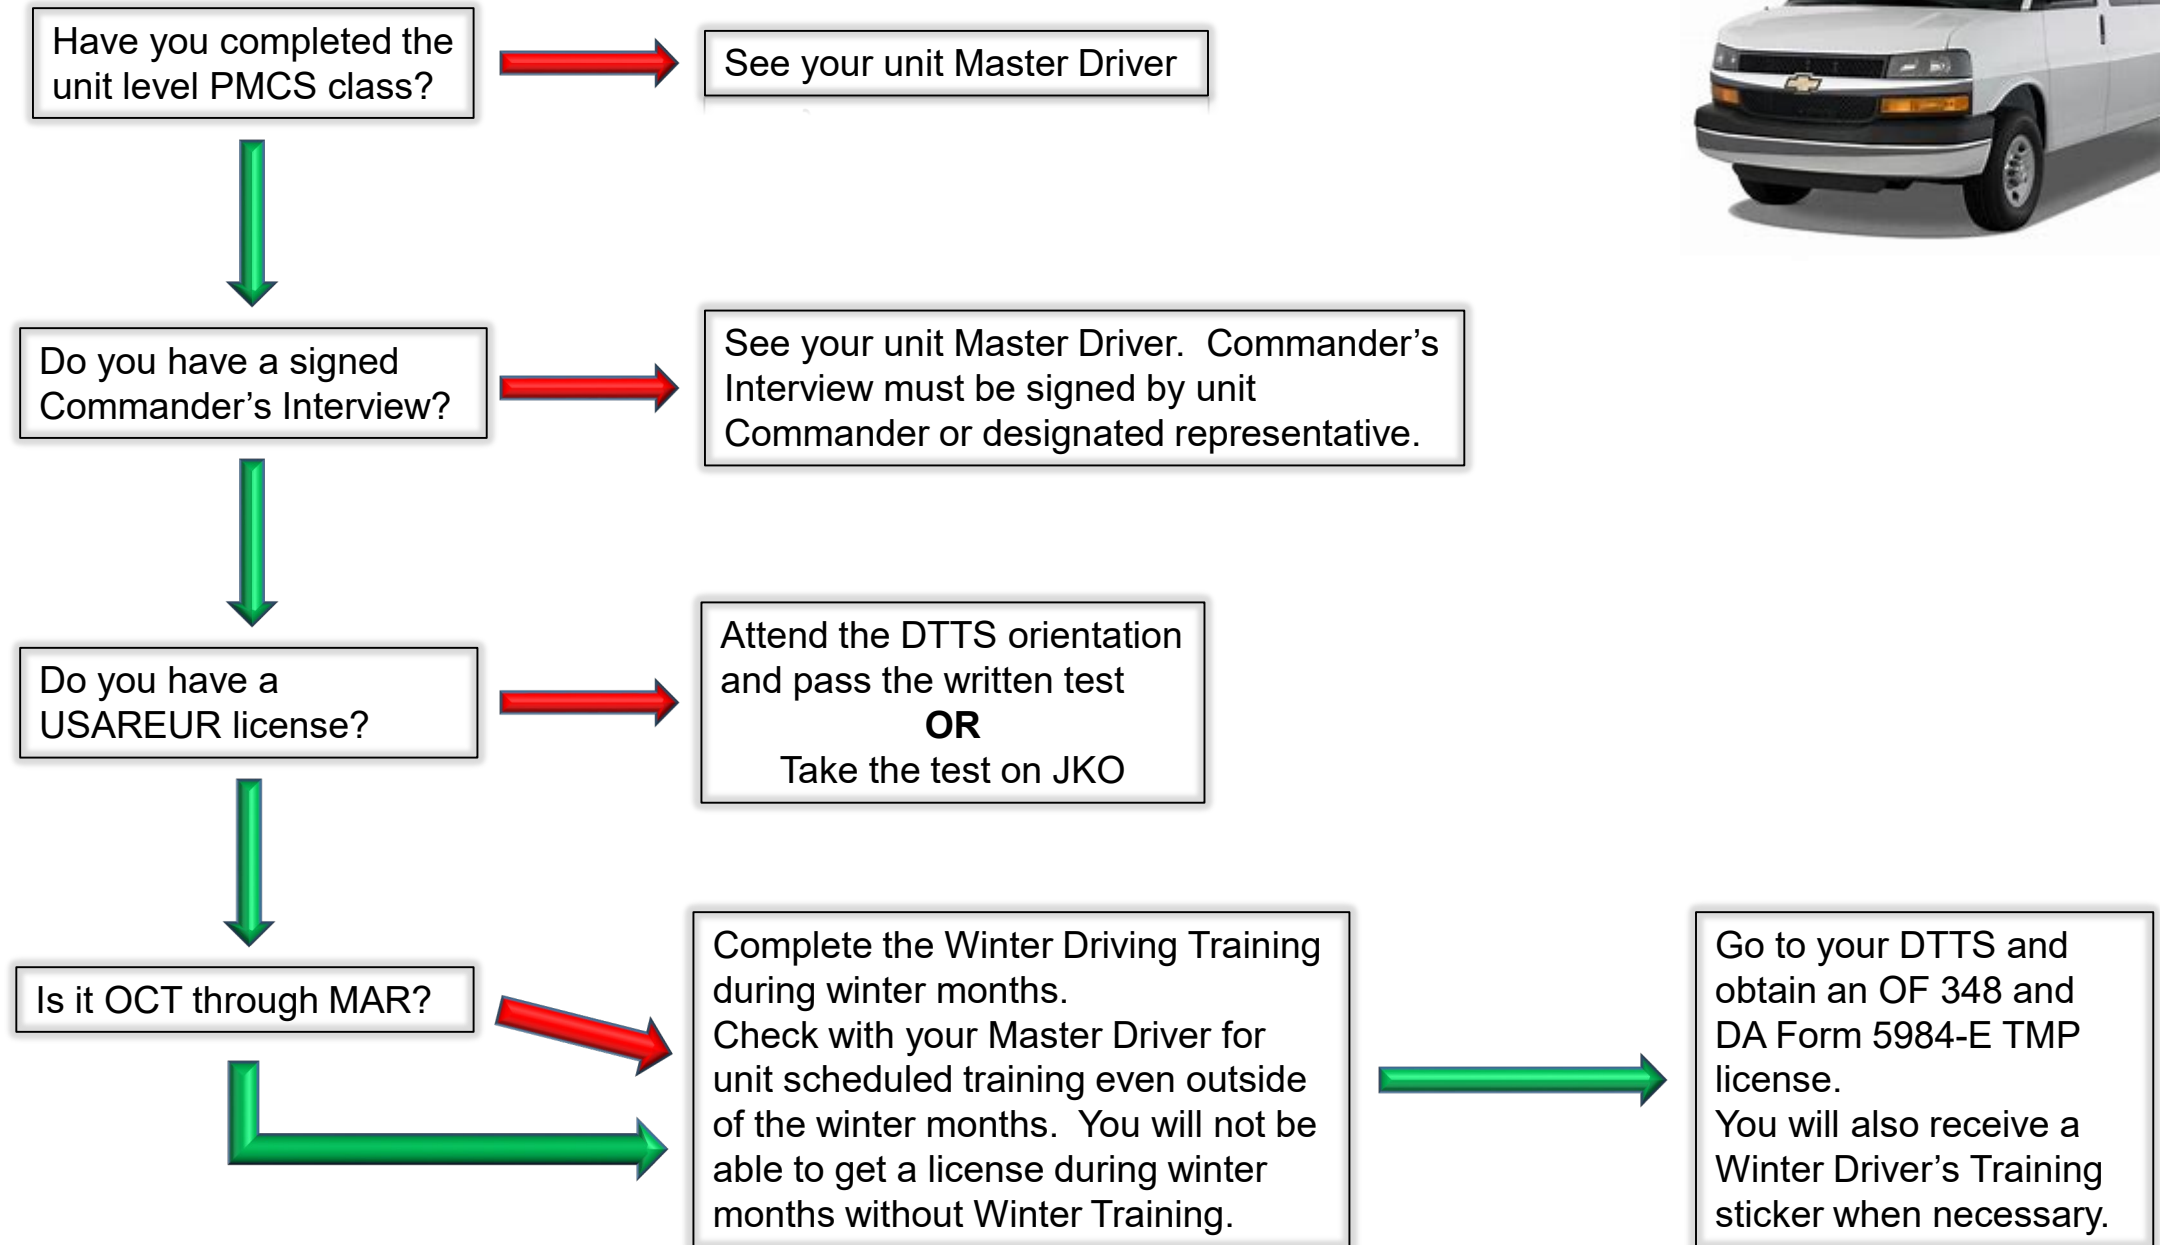 Have you completed the
unit level PMCS class?
See your unit Master Driver
Do you have a signed
Commander’s Interview?
See your unit Master Driver.  Commander’s
Interview must be signed by unit
Commander or designated representative.
Do you have a
USAREUR license?
Attend the DTTS orientation
and pass the written test
OR
Take the test on JKO
Is it OCT through MAR?
Complete the Winter Driving Training
during winter months.
Check with your Master Driver for
unit scheduled training even outside
of the winter months.  You will not be
able to get a license during winter
months without Winter Training.
Go to your DTTS and
obtain an OF 348 and
DA Form 5984-E TMP
license.
You will also receive a
Winter Driver’s Training
sticker when necessary.